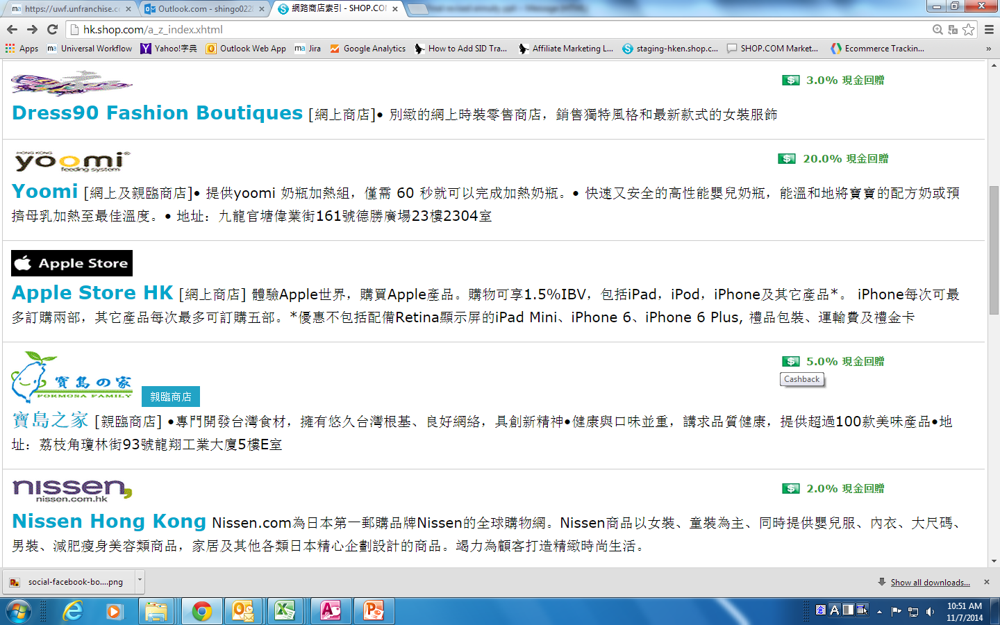 https://uwf.unfranchise.c
Outlook.com - shingo022
網路商店索引 - SHOP.CO
hk.shop.com/a_z_index.xhtml
Apps
Universal Workflow
Yahoo!字典
Outlook Web App
Jira
Google Analytics
How to Add SID Tra...
Affiliate Marketing L...
staging-hken.shop.c...
SHOP.COM Market...
Ecommerce Trackin...
»
3.0% 現金回贈
Dress90 Fashion Boutiques [網上商店]• 別緻的網上時裝零售商店，銷售獨特風格和最新款式的女裝服飾
HONG KONG
yoomi®
feeding system
20.0% 現金回贈
Yoomi [網上及親臨商店]• 提供yoomi 奶瓶加熱組，僅需 60 秒就可以完成加熱奶瓶。• 快速又安全的高性能嬰兒奶瓶，能溫和地將寶寶的配方奶或預
擠母乳加熱至最佳溫度。• 地址：九龍官塘偉業街161號德勝廣場23樓2304室
Apple Store
Apple Store HK [網上商店] 體驗Apple世界，購買Apple產品。購物可享1.5%IBV，包括iPad，iPod，iPhone及其它產品*。 iPhone每次可最
多訂購兩部，其它產品每次最多可訂購五部。*優惠不包括配備Retina顯示屏的iPad Mini、iPhone 6、iPhone 6 Plus, 禮品包裝、運輸費及禮金卡
寶島の家
FORMOSA FAMILY
親臨商店
5.0% 現金回贈
Cashback
寶島之家 [親臨商店] •專門開發台灣食材，擁有悠久台灣根基、良好網絡，具創新精神•健康與口味並重，講求品質健康，提供超過100款美味產品•地
址：荔枝角瓊林街93號龍翔工業大廈5樓E室
nissen,
nissen.com.hk
2.0% 現金回贈
Nissen Hong Kong Nissen.com為日本第一郵購品牌Nissen的全球購物網。Nissen商品以女裝、童裝為主、同時提供嬰兒服、內衣、大尺碼、
男裝、減肥瘦身美容類商品，家居及其他各類日本精心企劃設計的商品。竭力為顧客打造精緻時尚生活。
social-facebook-bo....png
Show all downloads...
10:51 AM
11/7/2014